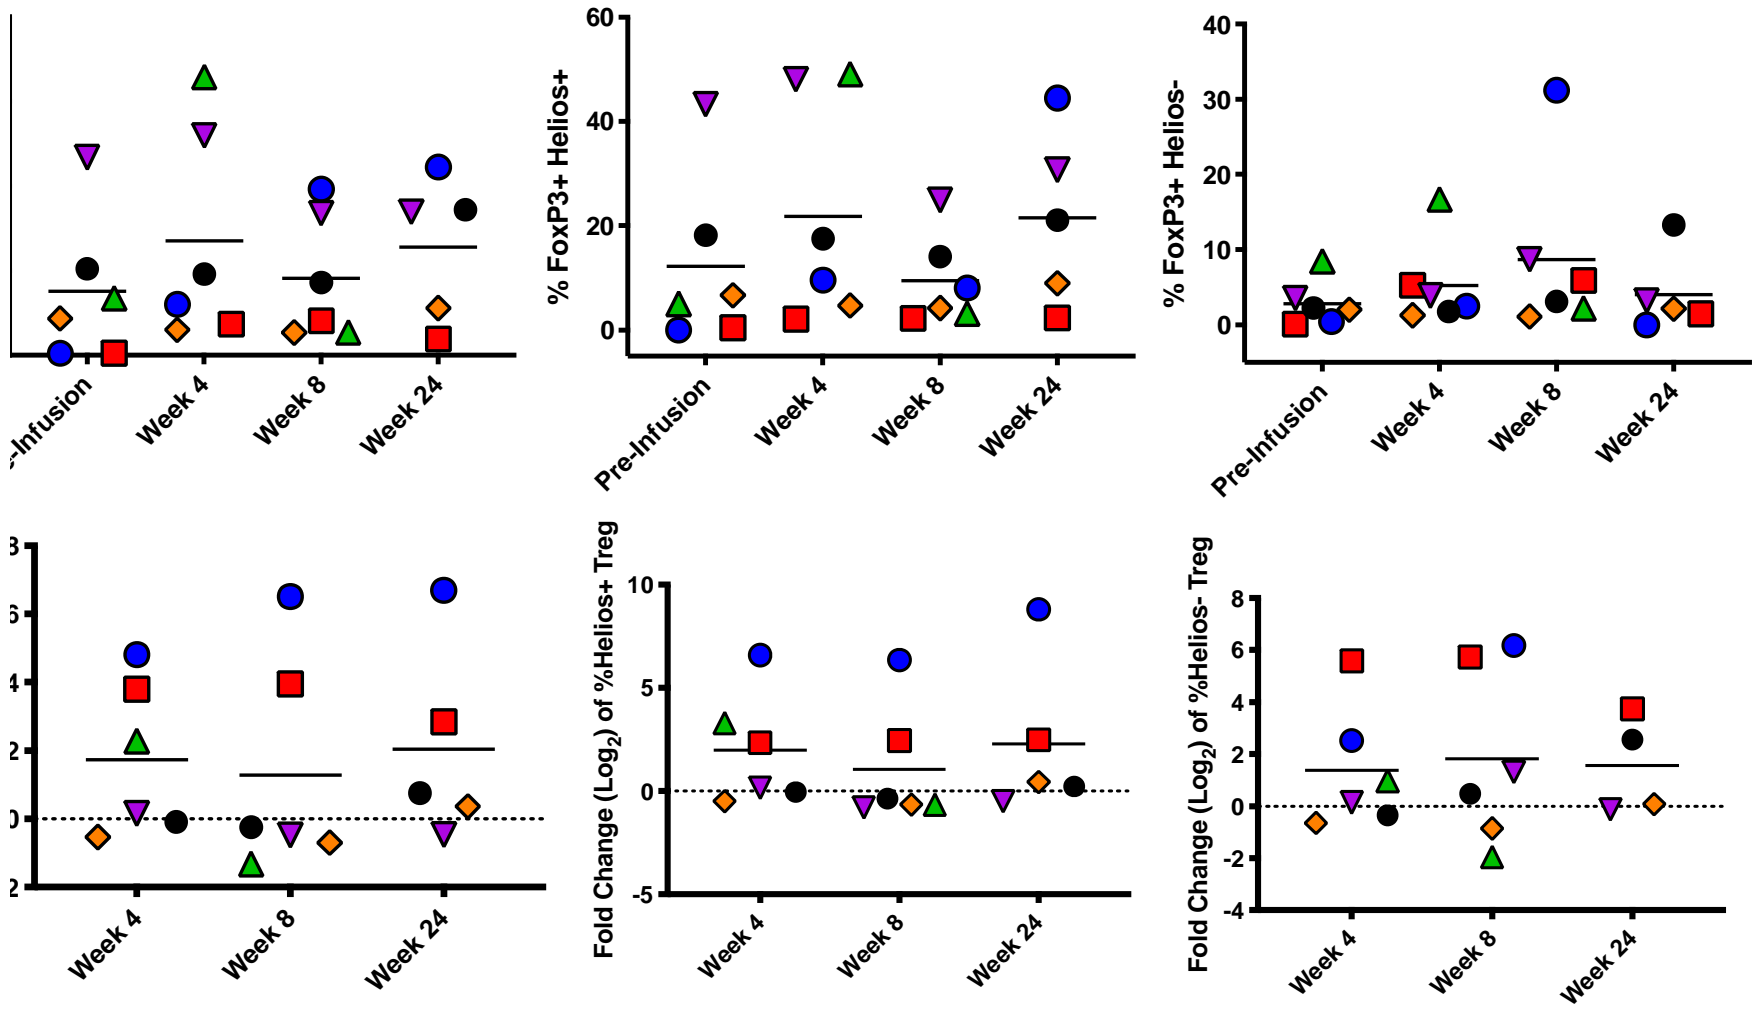 Week 4
Week 8
Week 24
% FoxP3+ Helios+
60
40
20
0
Pre-Infusion
Week 4
Week 8
Week 24
% FoxP3+ Helios-
40
30
20
10
0
Pre-Infusion
Week 4
Week 8
Week 24
6
4
2
0
Week 4
Week 8
Week 24
Fold Change (Log2) of %Helios+ Treg
10
5
0
-5
Week 4
Week 8
Week 24
Fold Change (Log2) of %Helios- Treg
8
6
4
2
0
-2
-4
Week 4
Week 8
Week 24